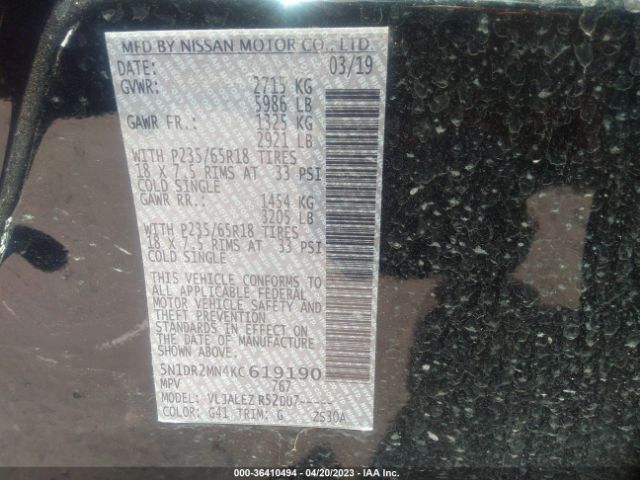 MFD BY NISSAN MOTOR CO., LTD.
DATE: 03/19
GVWR: 2715 KG
5986 LB
GAWR FR.: 1325 KG
2921 LB
WITH P235/65R18 TIRES
18 X 7.5 RIMS AT 33 PSI
COLD SINGLE
GAWR RR.: 1454 KG
3205 LB
WITH P235/65R18 TIRES
18 X 7.5 RIMS AT 33 PSI
COLD SINGLE
THIS VEHICLE CONFORMS TO
ALL APPLICABLE FEDERAL
MOTOR VEHICLE SAFETY AND
THEFT PREVENTION
STANDARDS IN EFFECT ON
THE DATE OF MANUFACTURE
SHOWN ABOVE.
5N1DR2MN4KC619190
MPV 767
MODEL: VLJALEZ R52DU7-----
COLOR: G41 TRIM: G ZS30A
000-36410494 - 04/20/2023 - IAA Inc.